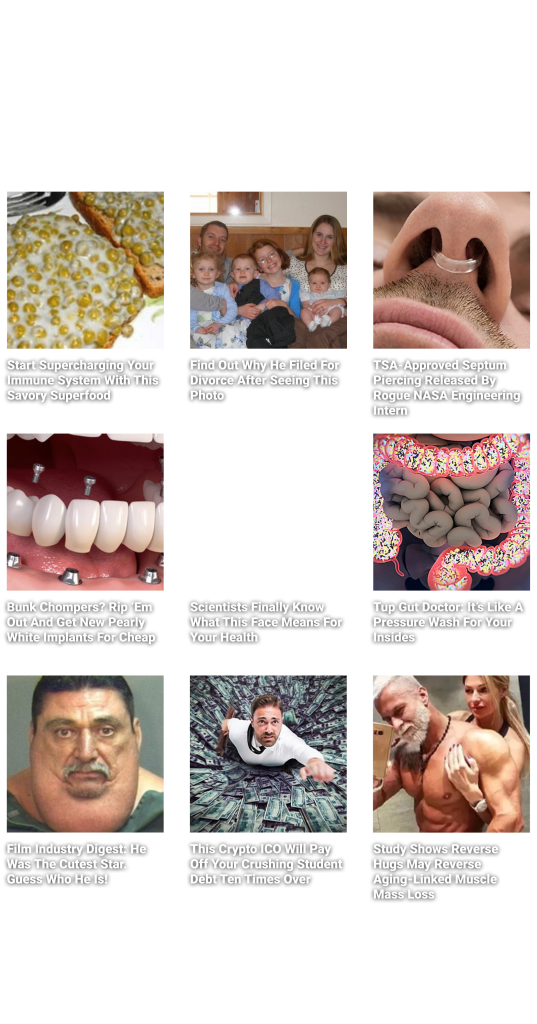 Start Supercharging Your
Immune System With This
Savory Superfood
Find Out Why He Filed For
Divorce After Seeing This
Photo
TSA-Approved Septum
Piercing Released By
Rogue NASA Engineering
Intern
Bunk Chompers? Rip 'Em
Out And Get New Pearly
White Implants For Cheap
Scientists Finally Know
What This Face Means For
Your Health
Tup Gut Doctor: It's Like A
Pressure Wash For Your
Insides
Film Industry Digest: He
Was The Cutest Star.
Guess Who He Is!
This Crypto ICO Will Pay
Off Your Crushing Student
Debt Ten Times Over
Study Shows Reverse
Hugs May Reverse
Aging-Linked Muscle
Mass Loss